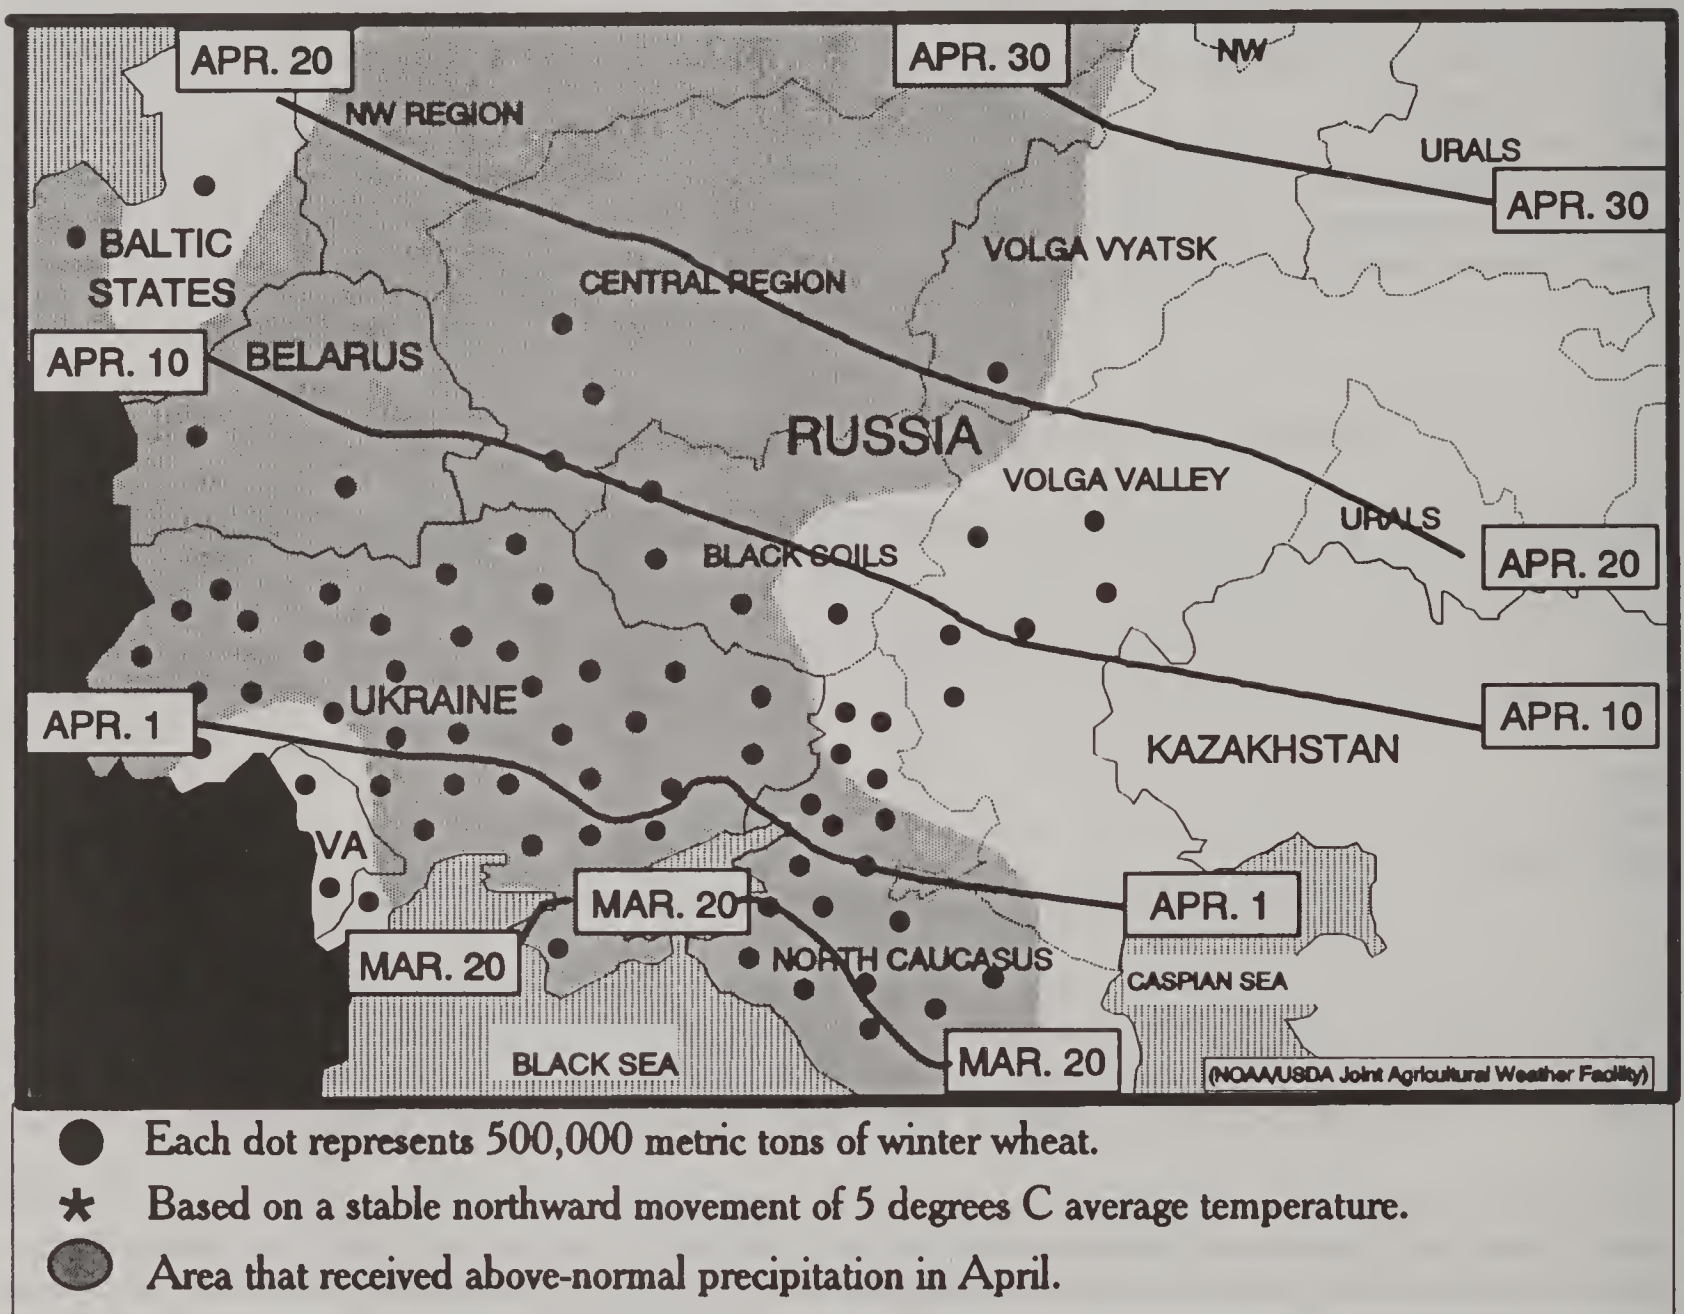 APR. 20
APR. 30
NW
NW REGION
URALS
APR. 30
BALTIC
STATES
VOLGA VYATSK
CENTRAL REGION
APR. 10
BELARUS
RUSSIA
VOLGA VALLEY
URALS
BLACK SOILS
APR. 20
UKRAINE
APR. 1
APR. 10
KAZAKHSTAN
VA
MAR. 20
APR. 1
MAR. 20
NORTH CAUCASUS
CASPIAN SEA
BLACK SEA
MAR. 20
(NOAA/USDA Joint Agricultural Weather Facility)
Each dot represents 500,000 metric tons of winter wheat.
* Based on a stable northward movement of 5 degrees C average temperature.
Area that received above-normal precipitation in April.